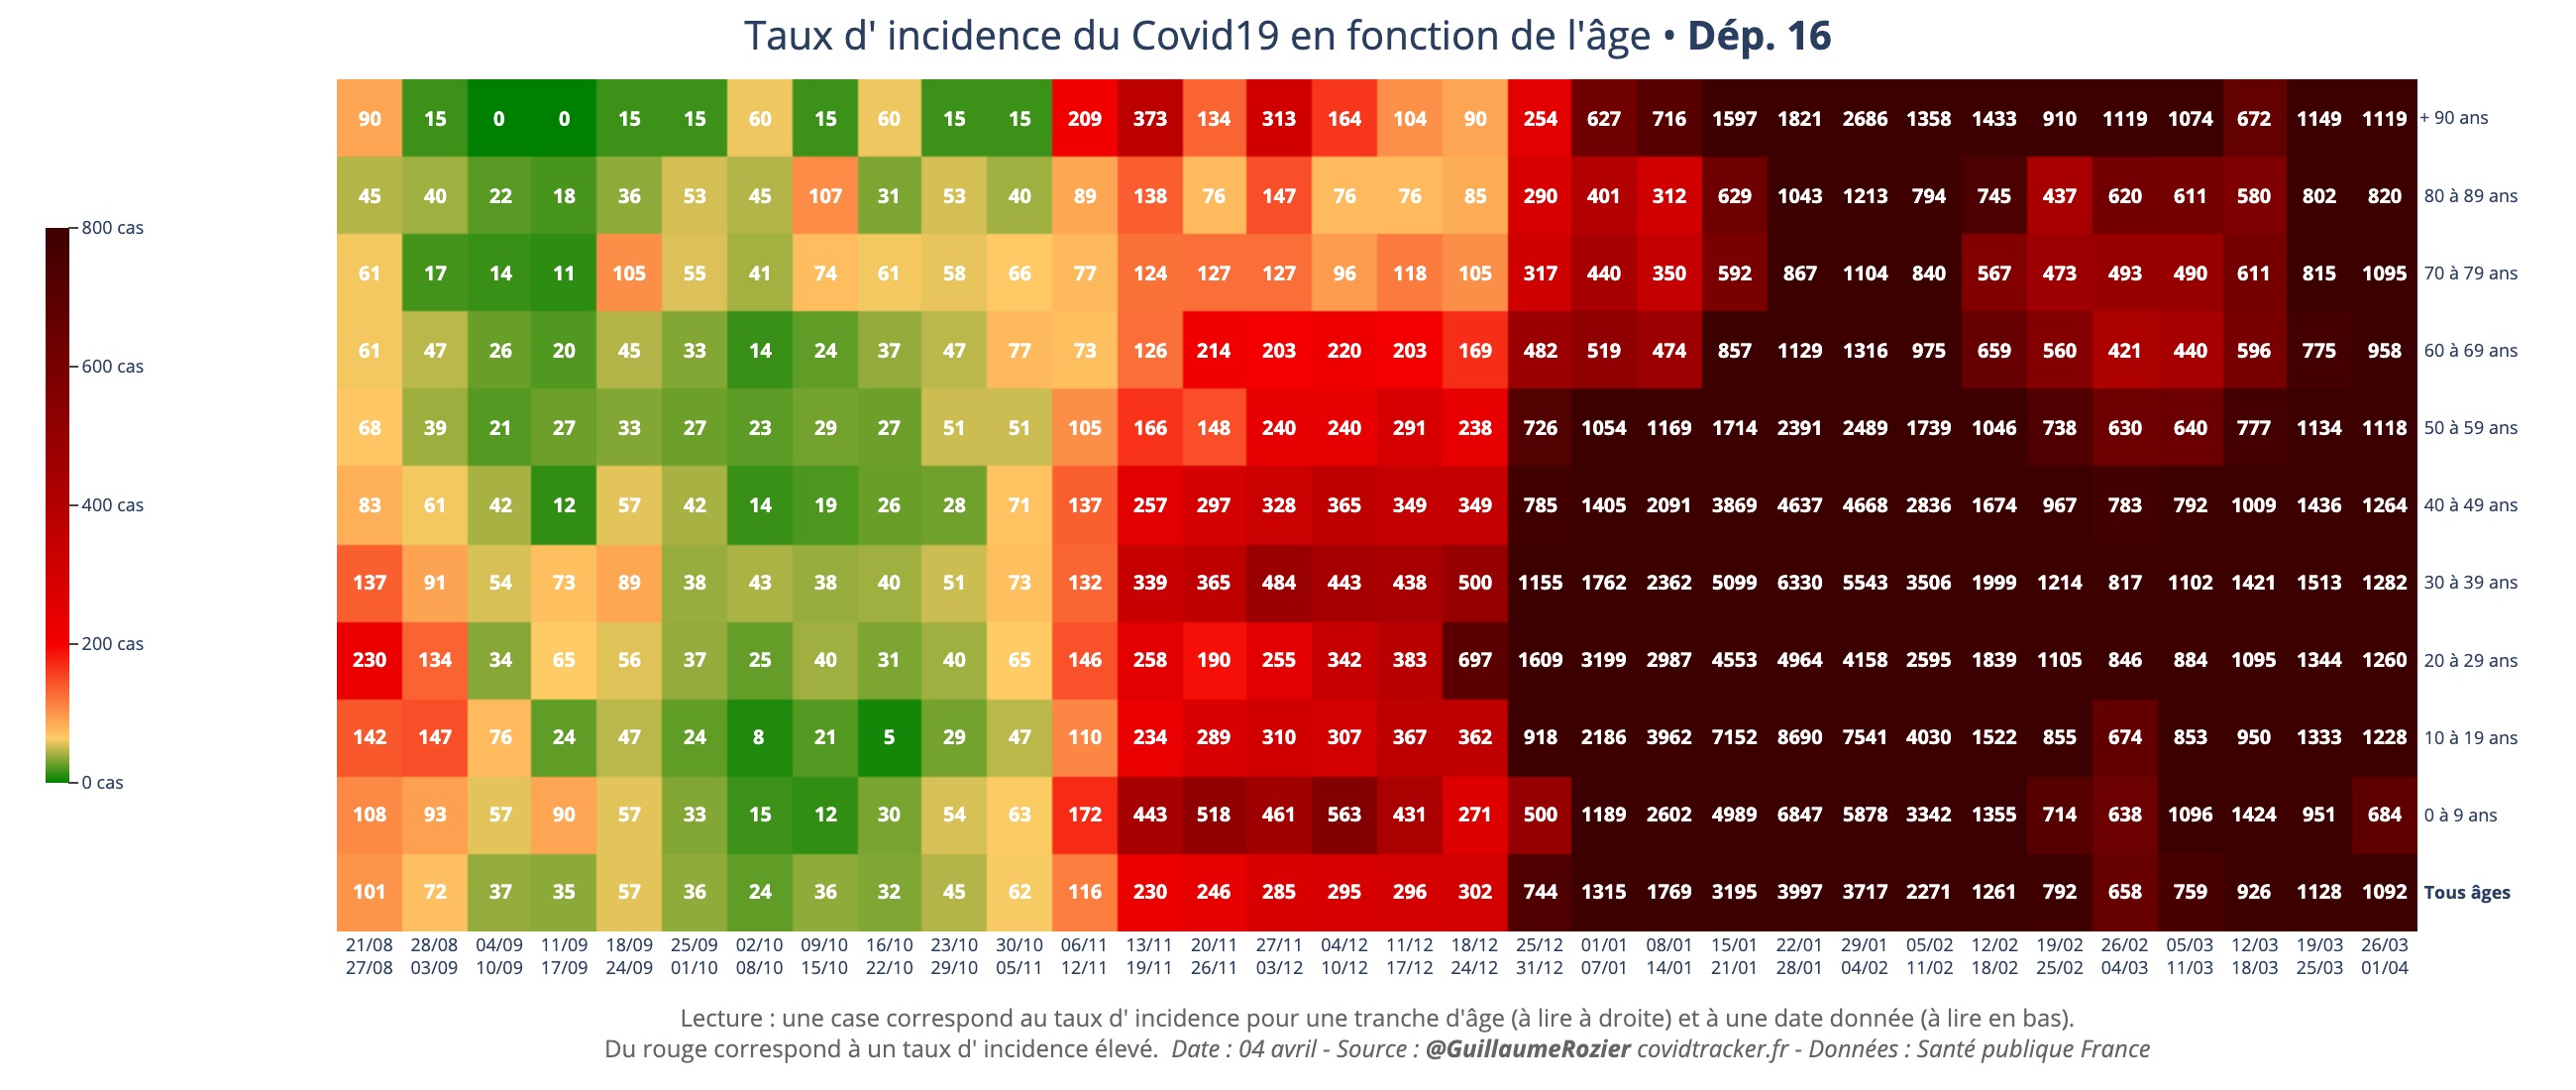 Taux d' incidence du Covid19 en fonction de l'âge • Dép. 16
800 cas
600 cas
400 cas
200 cas
0 cas
90 15 0 0 15 15 60 15 60 15 15 209 373 134 313 164 104 90 254 627 716 1597 1821 2686 1358 1433 910 1119 1074 672 1149 1119 + 90 ans
45 40 22 18 36 53 45 107 31 53 40 89 138 76 147 76 76 85 290 401 312 629 1043 1213 794 745 437 620 611 580 802 820 80 à 89 ans
61 17 14 11 105 55 41 74 61 58 66 77 124 127 127 96 118 105 317 440 350 592 867 1104 840 567 473 493 490 611 815 1095 70 à 79 ans
61 47 26 20 45 33 14 24 37 47 77 73 126 214 203 220 203 169 482 519 474 857 1129 1316 975 659 560 421 440 596 775 958 60 à 69 ans
68 39 21 27 33 27 23 29 27 51 51 105 166 148 240 240 291 238 726 1054 1169 1714 2391 2489 1739 1046 738 630 640 777 1134 1118 50 à 59 ans
83 61 42 12 57 42 14 19 26 28 71 137 257 297 328 365 349 349 785 1405 2091 3869 4637 4668 2836 1674 967 783 792 1009 1436 1264 40 à 49 ans
137 91 54 73 89 38 43 38 40 51 73 132 339 365 484 443 438 500 1155 1762 2362 5099 6330 5543 3506 1999 1214 817 1102 1421 1513 1282 30 à 39 ans
230 134 34 65 56 37 25 40 31 40 65 146 258 190 255 342 383 697 1609 3199 2987 4553 4964 4158 2595 1839 1105 846 884 1095 1344 1260 20 à 29 ans
142 147 76 24 47 24 8 21 5 29 47 110 234 289 310 307 367 362 918 2186 3962 7152 8690 7541 4030 1522 855 674 853 950 1333 1228 10 à 19 ans
108 93 57 90 57 33 15 12 30 54 63 172 443 518 461 563 431 271 500 1189 2602 4989 6847 5878 3342 1355 714 638 1096 1424 951 684 0 à 9 ans
101 72 37 35 57 36 24 36 32 45 62 116 230 246 285 295 296 302 744 1315 1769 3195 3997 3717 2271 1261 792 658 759 926 1128 1092 Tous âges
21/08 28/08 04/09 11/09 18/09 25/09 02/10 09/10 16/10 23/10 30/10 06/11 13/11 20/11 27/11 04/12 11/12 18/12 25/12 01/01 08/01 15/01 22/01 29/01 05/02 12/02 19/02 26/02 05/03 12/03 19/03 26/03
27/08 03/09 10/09 17/09 24/09 01/10 08/10 15/10 22/10 29/10 05/11 12/11 19/11 26/11 03/12 10/12 17/12 24/12 31/12 07/01 14/01 21/01 28/01 04/02 11/02 18/02 25/02 04/03 11/03 18/03 25/03 01/04
Lecture : une case correspond au taux d' incidence pour une tranche d'âge (à lire à droite) et à une date donnée (à lire en bas).
Du rouge correspond à un taux d' incidence élevé. Date : 04 avril - Source : @GuillaumeRozier covidtracker.fr - Données : Santé publique France